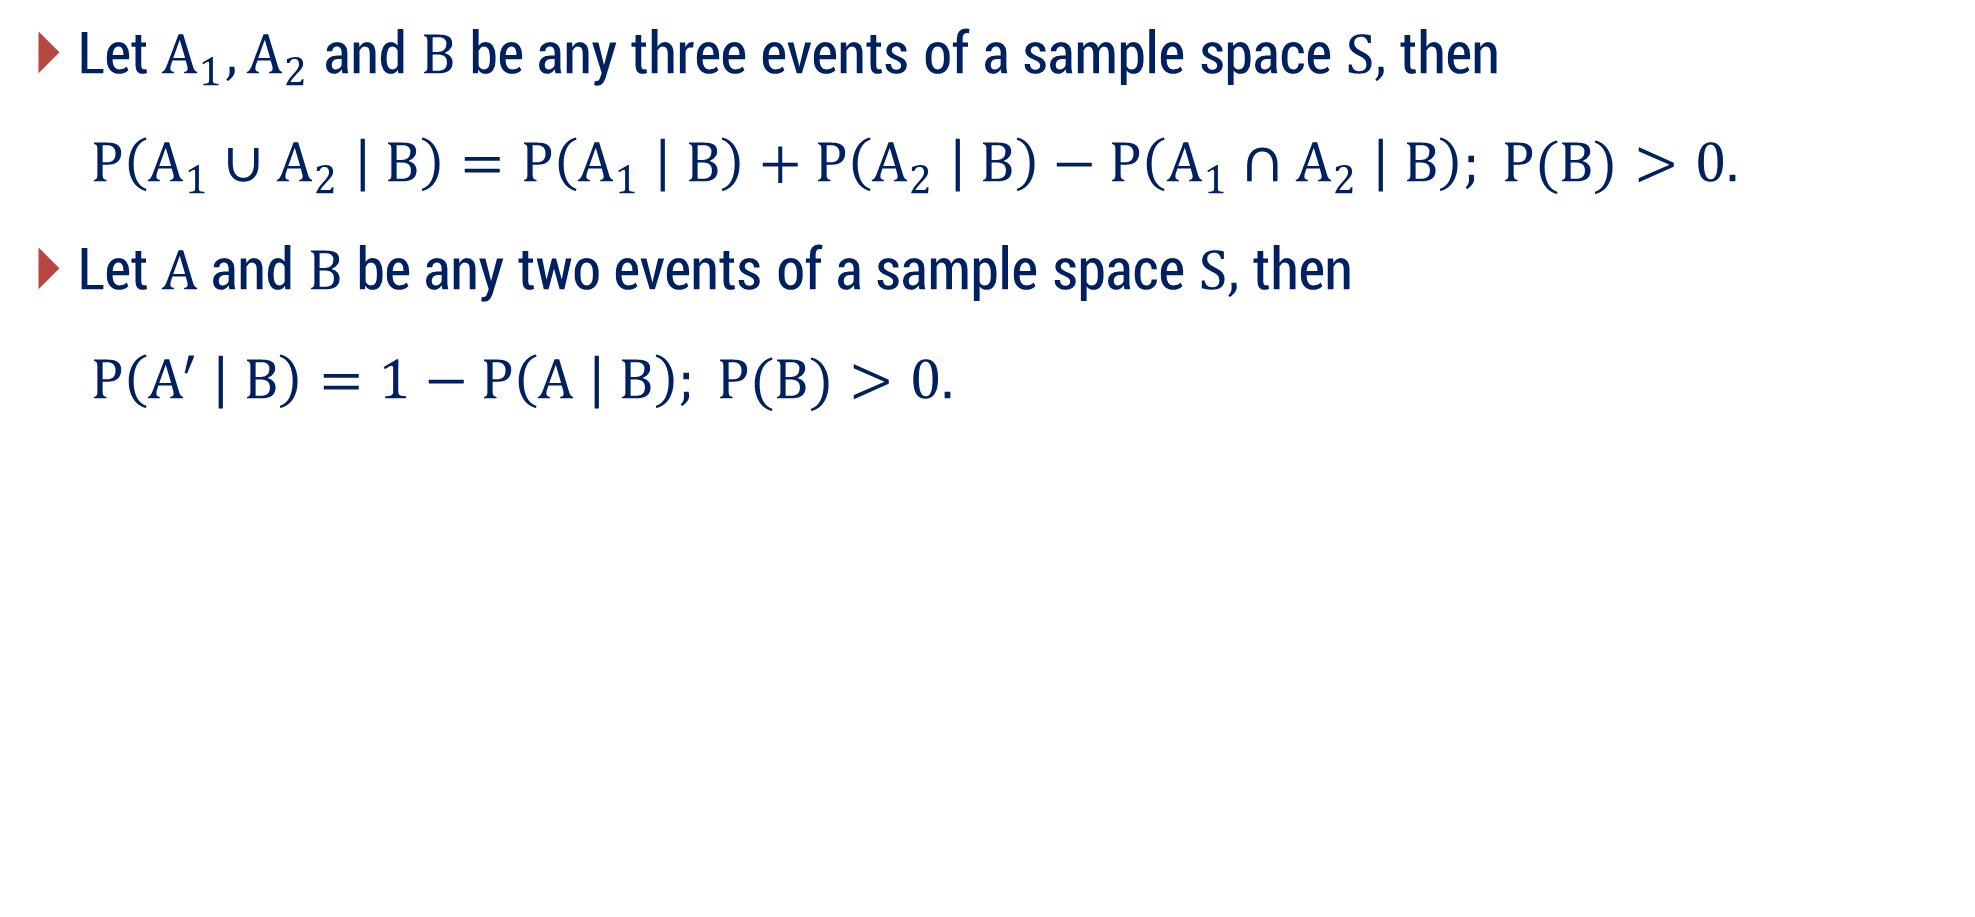 Let A₁, A₂ and B be any three events of a sample space S, then
P(A₁ ∪ A₂ | B) = P(A₁ | B) + P(A₂ | B) − P(A₁ ∩ A₂ | B); P(B) > 0.
Let A and B be any two events of a sample space S, then
P(A′ | B) = 1 − P(A | B); P(B) > 0.